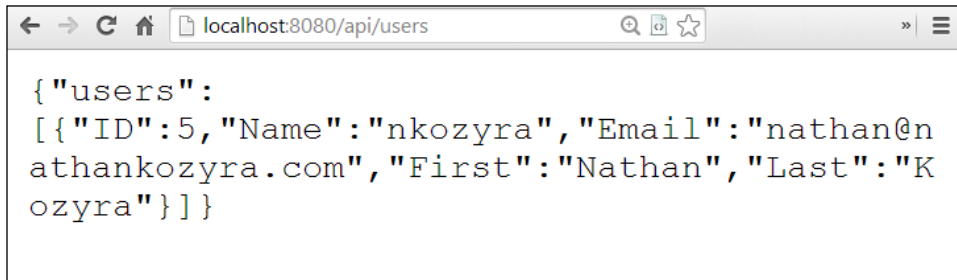 localhost:8080/api/users
{"users":
[{"ID":5,"Name":"nkozyra","Email":"nathan@n
athankozyra.com","First":"Nathan","Last":"K
ozyra"}]}